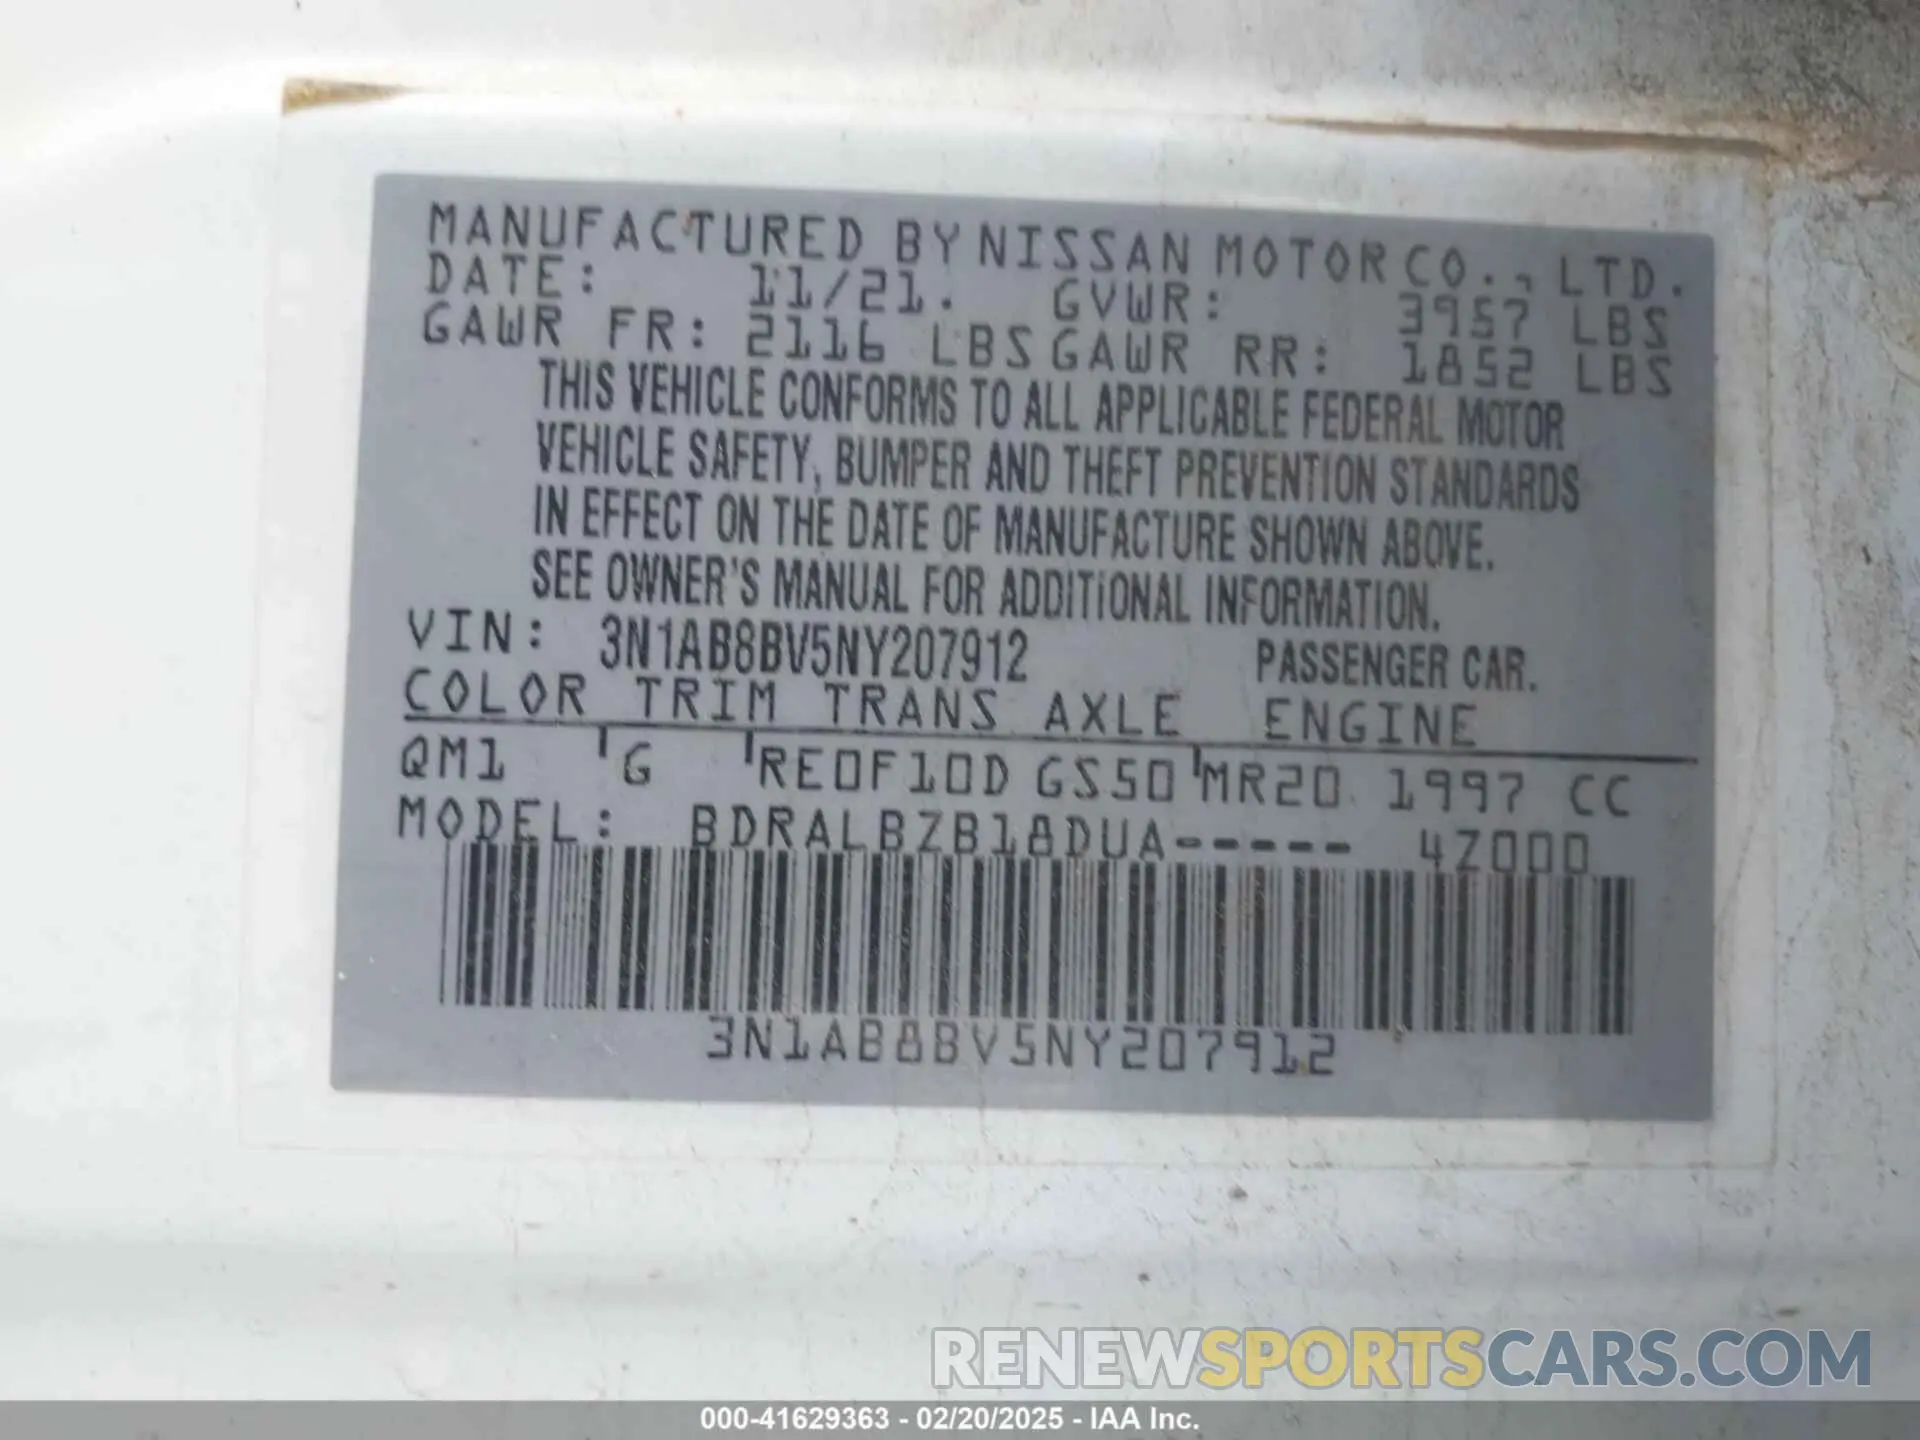 MANUFACTURED BY NISSAN MOTOR CO., LTD.
DATE: 11/21. GVWR: 3957 LBS
GAWR FR: 2116 LBS GAWR RR: 1852 LBS
THIS VEHICLE CONFORMS TO ALL APPLICABLE FEDERAL MOTOR
VEHICLE SAFETY, BUMPER AND THEFT PREVENTION STANDARDS
IN EFFECT ON THE DATE OF MANUFACTURE SHOWN ABOVE.
SEE OWNER'S MANUAL FOR ADDITIONAL INFORMATION.
VIN: 3N1AB8BV5NY207912 PASSENGER CAR.
COLOR TRIM TRANS AXLE ENGINE
QM1 G RE0F10D GS50 MR20 1997 CC
MODEL: BDRALBZB18DUA----- 4Z000
3N1AB8BV5NY207912
RENEWSPORTSCARS.COM
000-41629363 - 02/20/2025 - IAA Inc.